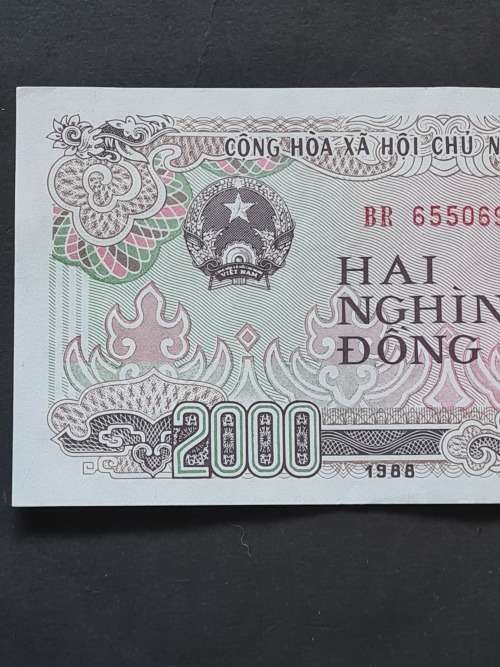 CỘNG HÒA XÃ HỘI CHỦ N
BR 655069
VIỆT NAM
HAI
NGHÌN
ĐỒNG
2000
1988